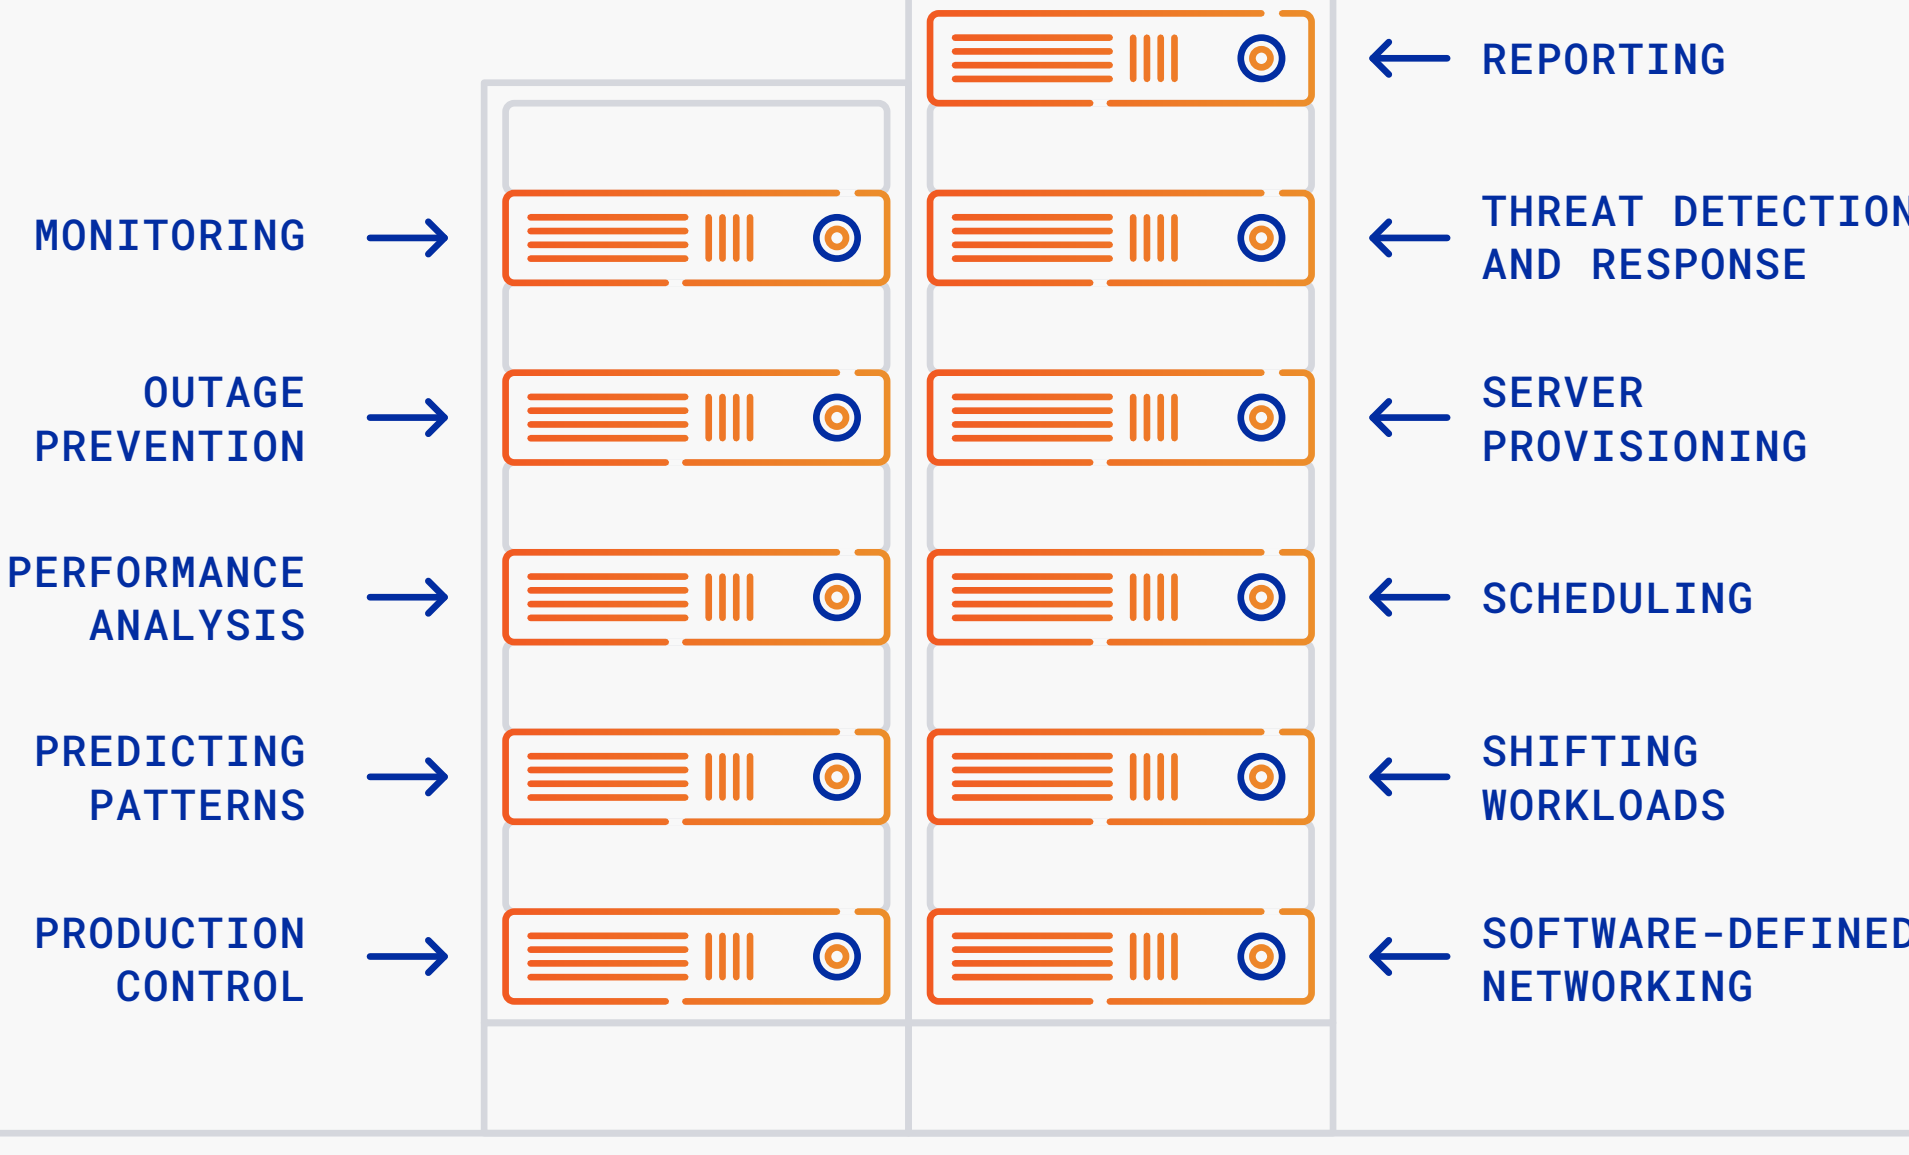 REPORTING
MONITORING
THREAT DETECTION
AND RESPONSE
OUTAGE
PREVENTION
SERVER
PROVISIONING
PERFORMANCE
ANALYSIS
SCHEDULING
PREDICTING
PATTERNS
SHIFTING
WORKLOADS
PRODUCTION
CONTROL
SOFTWARE-DEFINED
NETWORKING